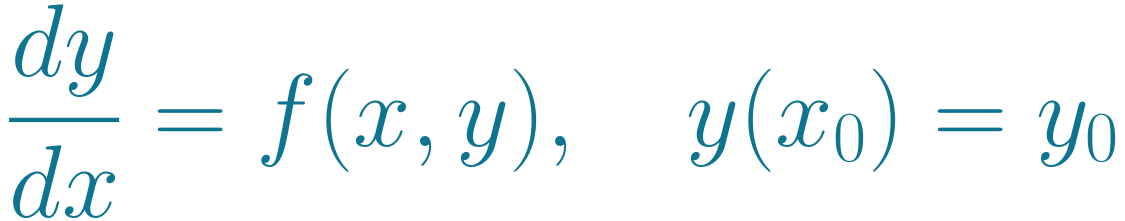 dy/dx = f(x, y),    y(x₀) = y₀